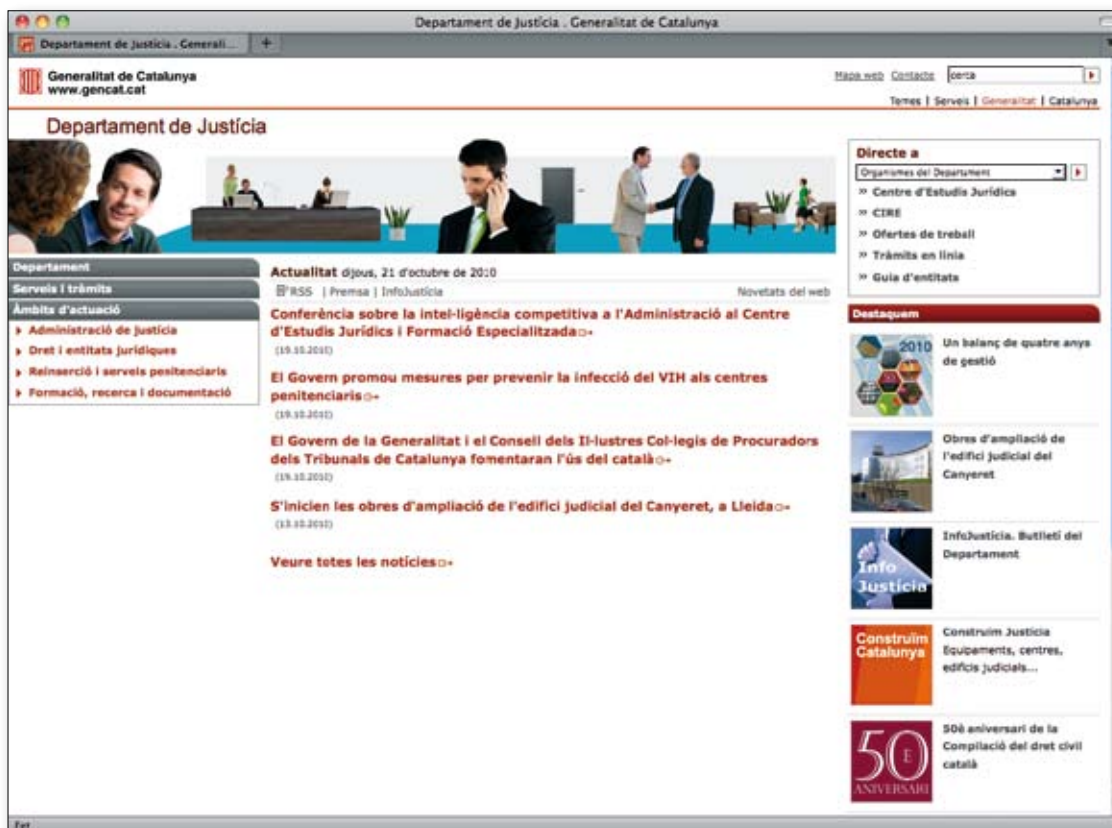 Departament de Justícia . Generalitat de Catalunya
Departament de Justícia . Generali...
+
Generalitat de Catalunya
www.gencat.cat
Mapa web Contacte cerca
Temes | Serveis | Generalitat | Catalunya
Departament de Justícia
Departament
Serveis i tràmits
Àmbits d'actuació
Administració de justícia
Dret i entitats jurídiques
Reinserció i serveis penitenciaris
Formació, recerca i documentació
Actualitat dijous, 21 d'octubre de 2010
RSS | Premsa | InfoJustícia Novetats del web
Conferència sobre la intel·ligència competitiva a l'Administració al Centre
d'Estudis Jurídics i Formació Especialitzada
(19.10.2010)
El Govern promou mesures per prevenir la infecció del VIH als centres
penitenciaris
(19.10.2010)
El Govern de la Generalitat i el Consell dels Il·lustres Col·legis de Procuradors
dels Tribunals de Catalunya fomentaran l'ús del català
(19.10.2010)
S'inicien les obres d'ampliació de l'edifici judicial del Canyeret, a Lleida
(13.10.2010)
Veure totes les notícies
Directe a
Organismes del Departament
» Centre d'Estudis Jurídics
» CIRE
» Ofertes de treball
» Tràmits en línia
» Guia d'entitats
Destaquem
2010
Un balanç de quatre anys
de gestió
Obres d'ampliació de
l'edifici judicial del
Canyeret
Info
Justícia
InfoJustícia. Butlletí del
Departament
Construïm
Catalunya
Construïm Justícia
Equipaments, centres,
edificis judicials...
50 E
ANIVERSARI
50è aniversari de la
Compilació del dret civil
català
Fet